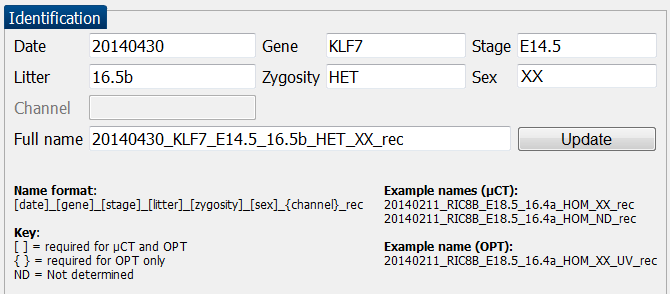 Identification
Date 20140430 Gene KLF7 Stage E14.5
Litter 16.5b Zygosity HET Sex XX
Channel
Full name 20140430_KLF7_E14.5_16.5b_HET_XX_rec Update
Name format:
[date]_[gene]_[stage]_[litter]_[zygosity]_[sex]_{channel}_rec
Key:
[ ] = required for µCT and OPT
{ } = required for OPT only
ND = Not determined
Example names (µCT):
20140211_RIC8B_E18.5_16.4a_HOM_XX_rec
20140211_RIC8B_E18.5_16.4a_HOM_ND_rec
Example name (OPT):
20140211_RIC8B_E18.5_16.4a_HOM_XX_UV_rec